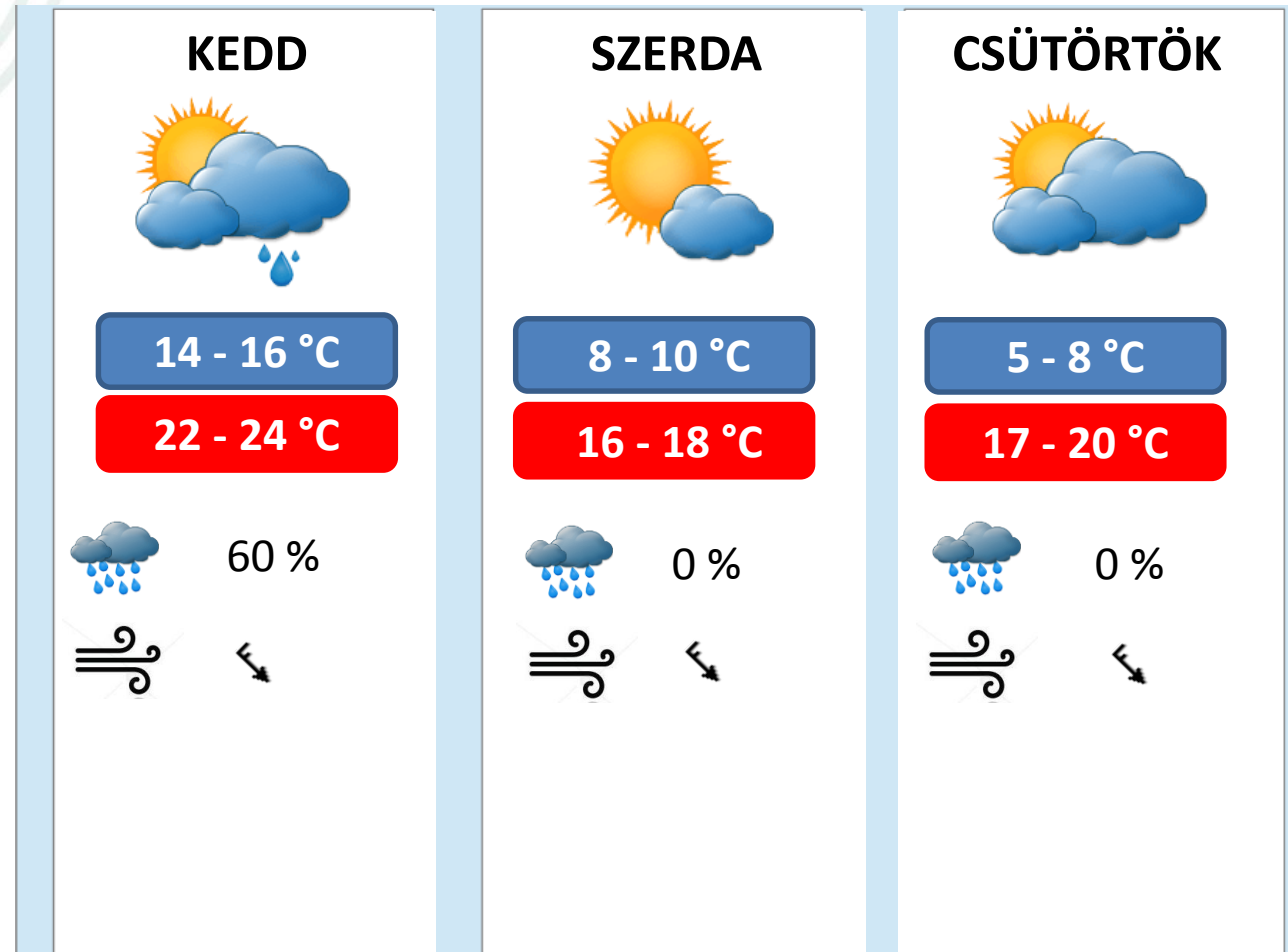 KEDD
14 - 16 °C
22 - 24 °C
60 %
SZERDA
8 - 10 °C
16 - 18 °C
0 %
CSÜTÖRTÖK
5 - 8 °C
17 - 20 °C
0 %